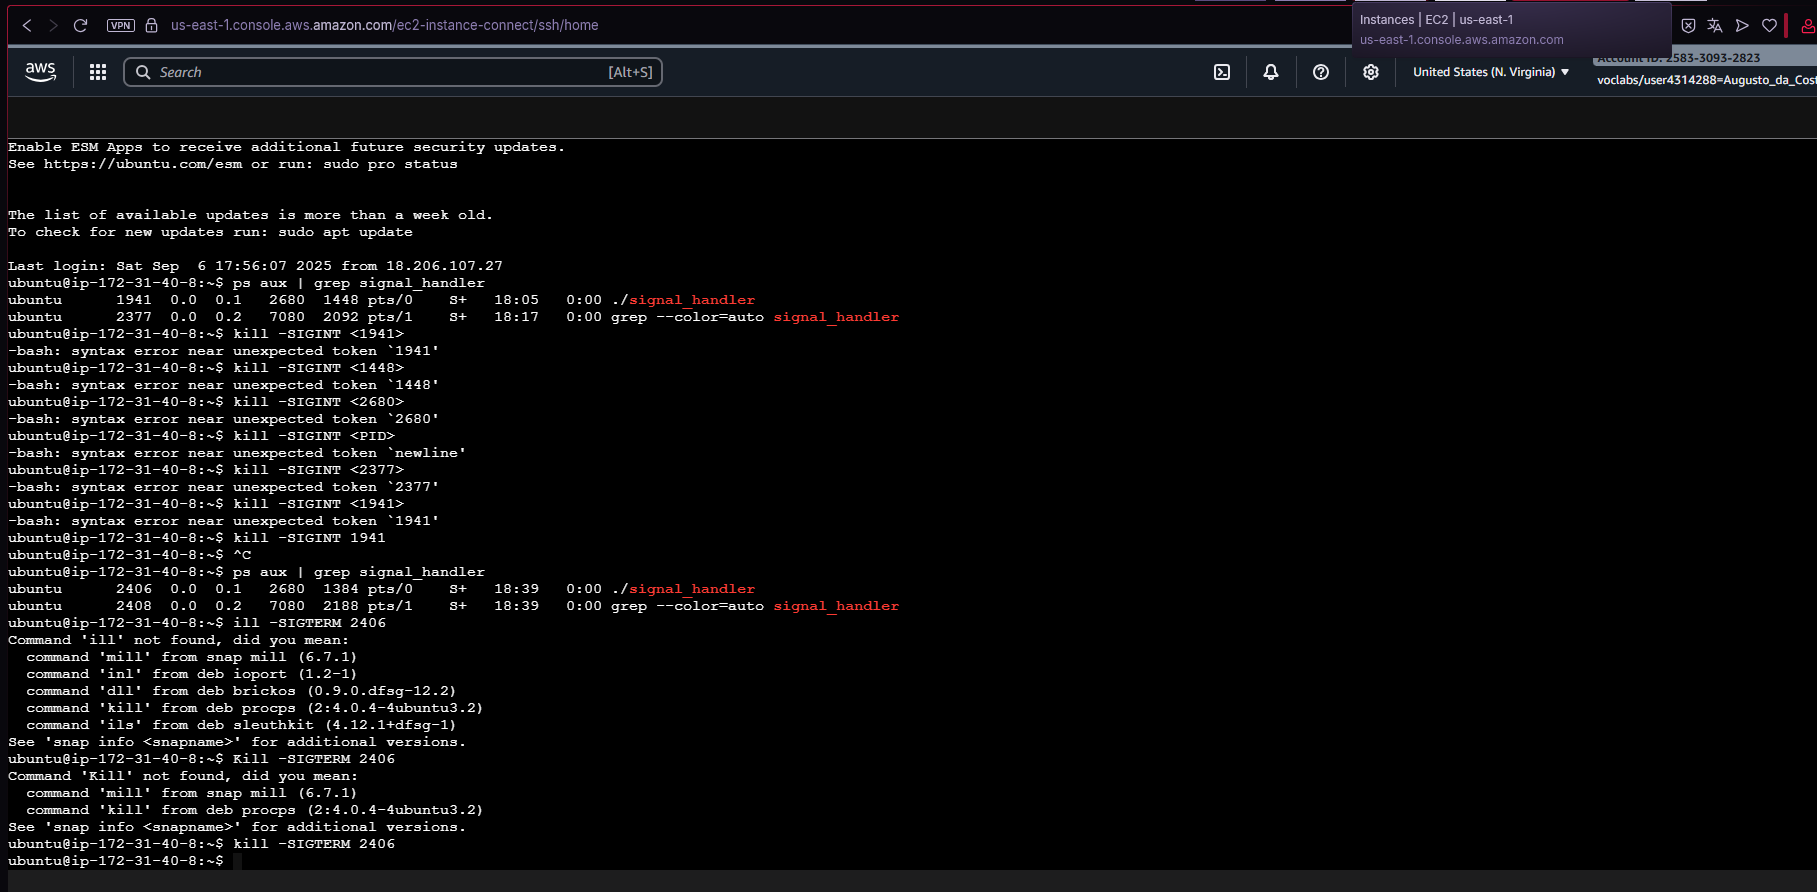 VPN us-east-1.console.aws.amazon.com/ec2-instance-connect/ssh/home
Instances | EC2 | us-east-1
us-east-1.console.aws.amazon.com
aws Search [Alt+S] United States (N. Virginia)
Account ID: 2583-3093-2823
voclabs/user4314288=Augusto_da_Cost
Enable ESM Apps to receive additional future security updates.
See https://ubuntu.com/esm or run: sudo pro status
The list of available updates is more than a week old.
To check for new updates run: sudo apt update
Last login: Sat Sep  6 17:56:07 2025 from 18.206.107.27
ubuntu@ip-172-31-40-8:~$ ps aux | grep signal_handler
ubuntu      1941  0.0  0.1   2680  1448 pts/0    S+   18:05   0:00 ./signal_handler
ubuntu      2377  0.0  0.2   7080  2092 pts/1    S+   18:17   0:00 grep --color=auto signal_handler
ubuntu@ip-172-31-40-8:~$ kill -SIGINT <1941>
-bash: syntax error near unexpected token `1941'
ubuntu@ip-172-31-40-8:~$ kill -SIGINT <1448>
-bash: syntax error near unexpected token `1448'
ubuntu@ip-172-31-40-8:~$ kill -SIGINT <2680>
-bash: syntax error near unexpected token `2680'
ubuntu@ip-172-31-40-8:~$ kill -SIGINT <PID>
-bash: syntax error near unexpected token `newline'
ubuntu@ip-172-31-40-8:~$ kill -SIGINT <2377>
-bash: syntax error near unexpected token `2377'
ubuntu@ip-172-31-40-8:~$ kill -SIGINT <1941>
-bash: syntax error near unexpected token `1941'
ubuntu@ip-172-31-40-8:~$ kill -SIGINT 1941
ubuntu@ip-172-31-40-8:~$ ^C
ubuntu@ip-172-31-40-8:~$ ps aux | grep signal_handler
ubuntu      2406  0.0  0.1   2680  1384 pts/0    S+   18:39   0:00 ./signal_handler
ubuntu      2408  0.0  0.2   7080  2188 pts/1    S+   18:39   0:00 grep --color=auto signal_handler
ubuntu@ip-172-31-40-8:~$ ill -SIGTERM 2406
Command 'ill' not found, did you mean:
  command 'mill' from snap mill (6.7.1)
  command 'inl' from deb ioport (1.2-1)
  command 'dll' from deb brickos (0.9.0.dfsg-12.2)
  command 'kill' from deb procps (2:4.0.4-4ubuntu3.2)
  command 'ils' from deb sleuthkit (4.12.1+dfsg-1)
See 'snap info <snapname>' for additional versions.
ubuntu@ip-172-31-40-8:~$ Kill -SIGTERM 2406
Command 'Kill' not found, did you mean:
  command 'mill' from snap mill (6.7.1)
  command 'kill' from deb procps (2:4.0.4-4ubuntu3.2)
See 'snap info <snapname>' for additional versions.
ubuntu@ip-172-31-40-8:~$ kill -SIGTERM 2406
ubuntu@ip-172-31-40-8:~$